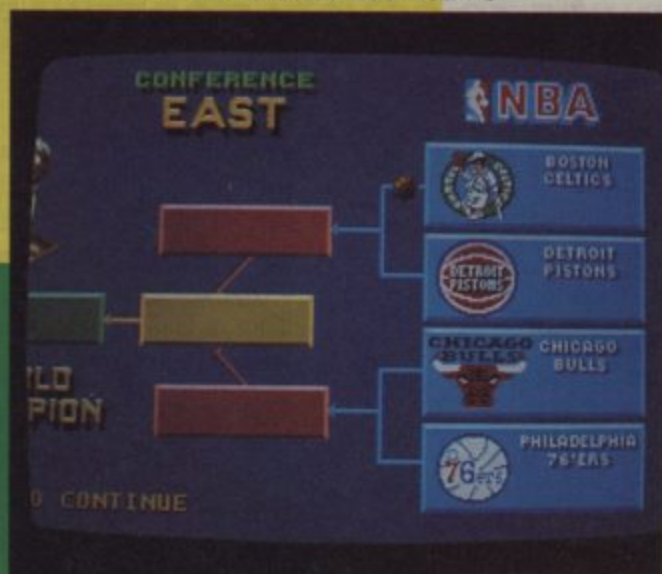 CONFERENCE
EAST
NBA
BOSTON
CELTICS
DETROIT
PISTONS
DETROIT
PISTONS
CHICAGO
BULLS
CHICAGO
BULLS
PHILADELPHIA
76'ERS
76ers
RLD
PION
O CONTINUE